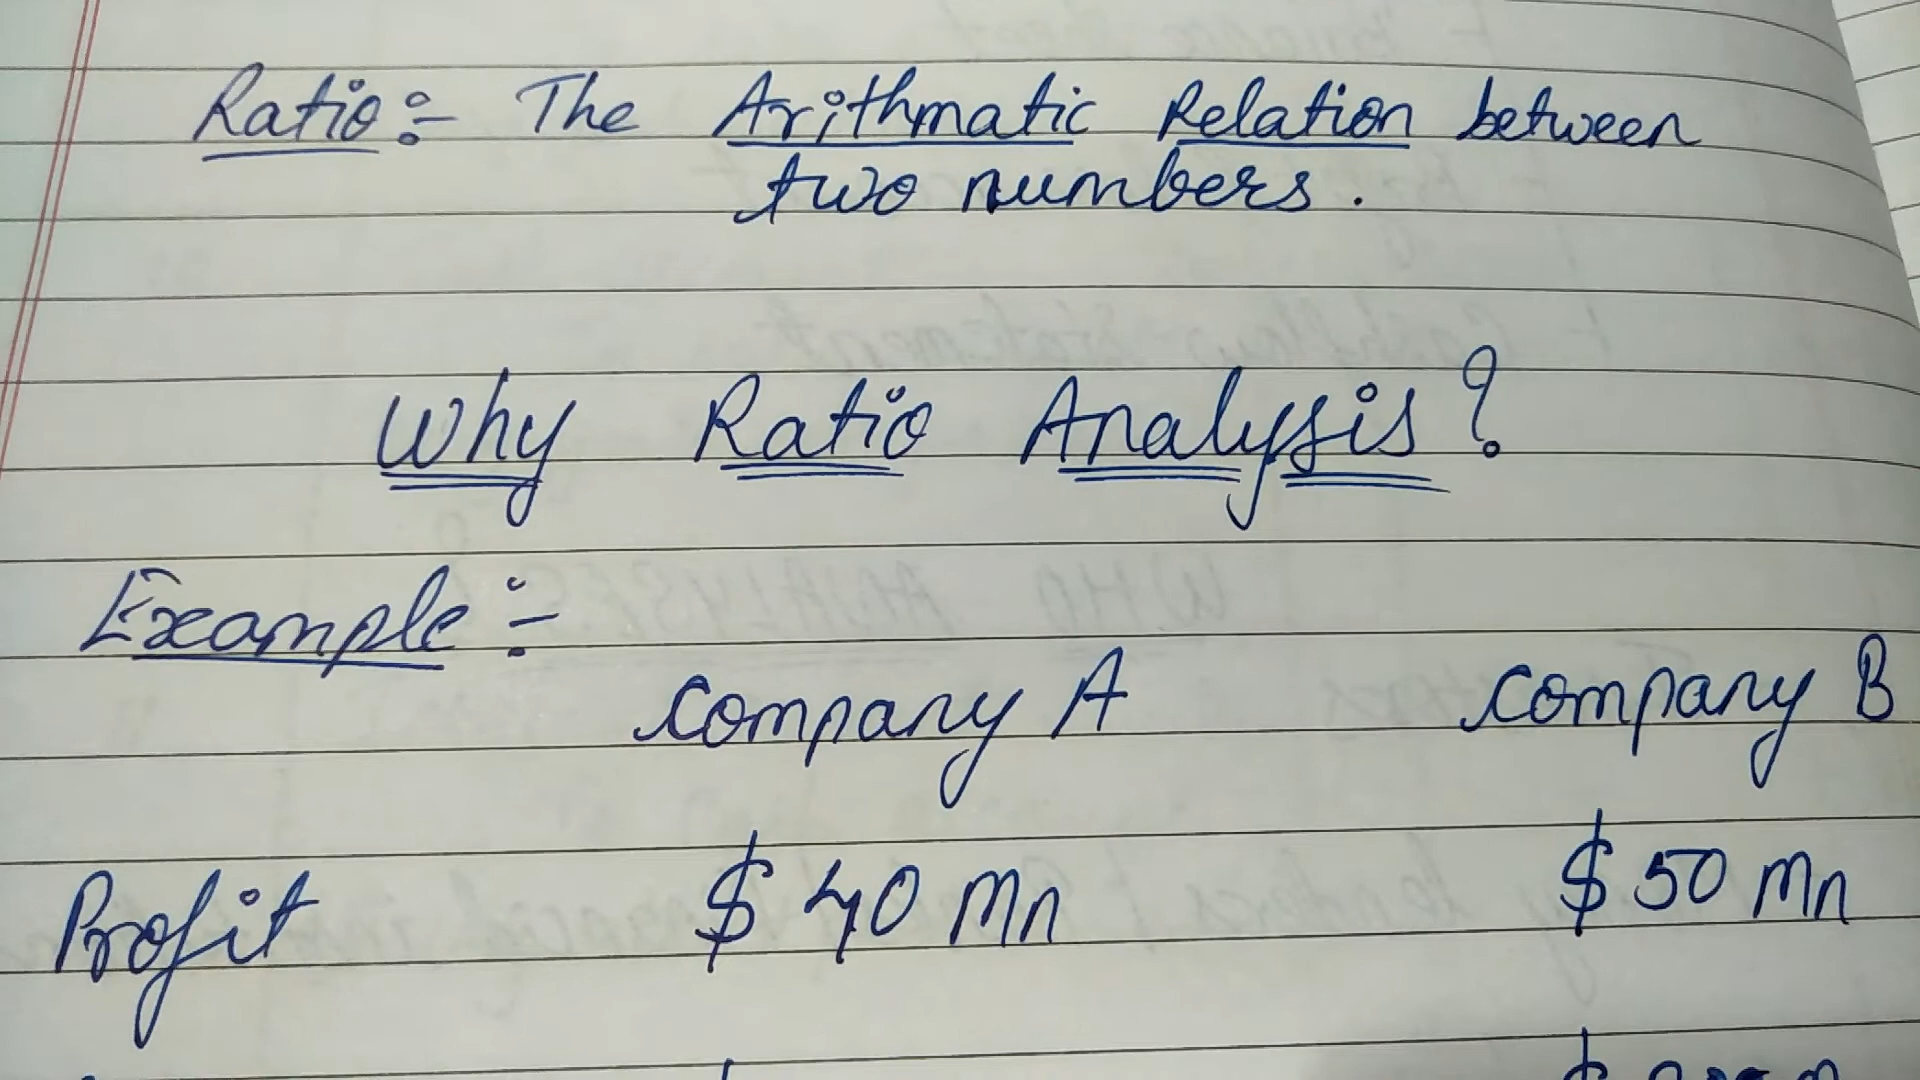 Ratio:- The Arithmatic Relation between
two numbers.
Why Ratio Analysis?
Example:-
Company A Company B
Profit $ 40 Mn $ 50 Mn